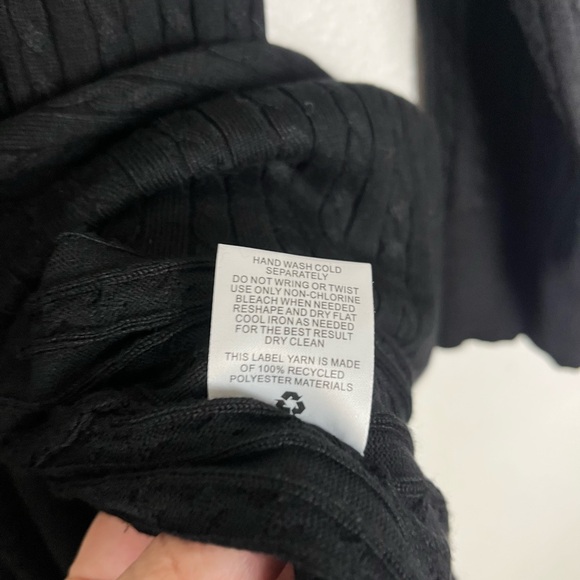 HAND WASH COLD
SEPARATELY
DO NOT WRING OR TWIST
USE ONLY NON-CHLORINE
BLEACH WHEN NEEDED
RESHAPE AND DRY FLAT
COOL IRON AS NEEDED
FOR THE BEST RESULT
DRY CLEAN
THIS LABEL YARN IS MADE
OF 100% RECYCLED
POLYESTER MATERIALS